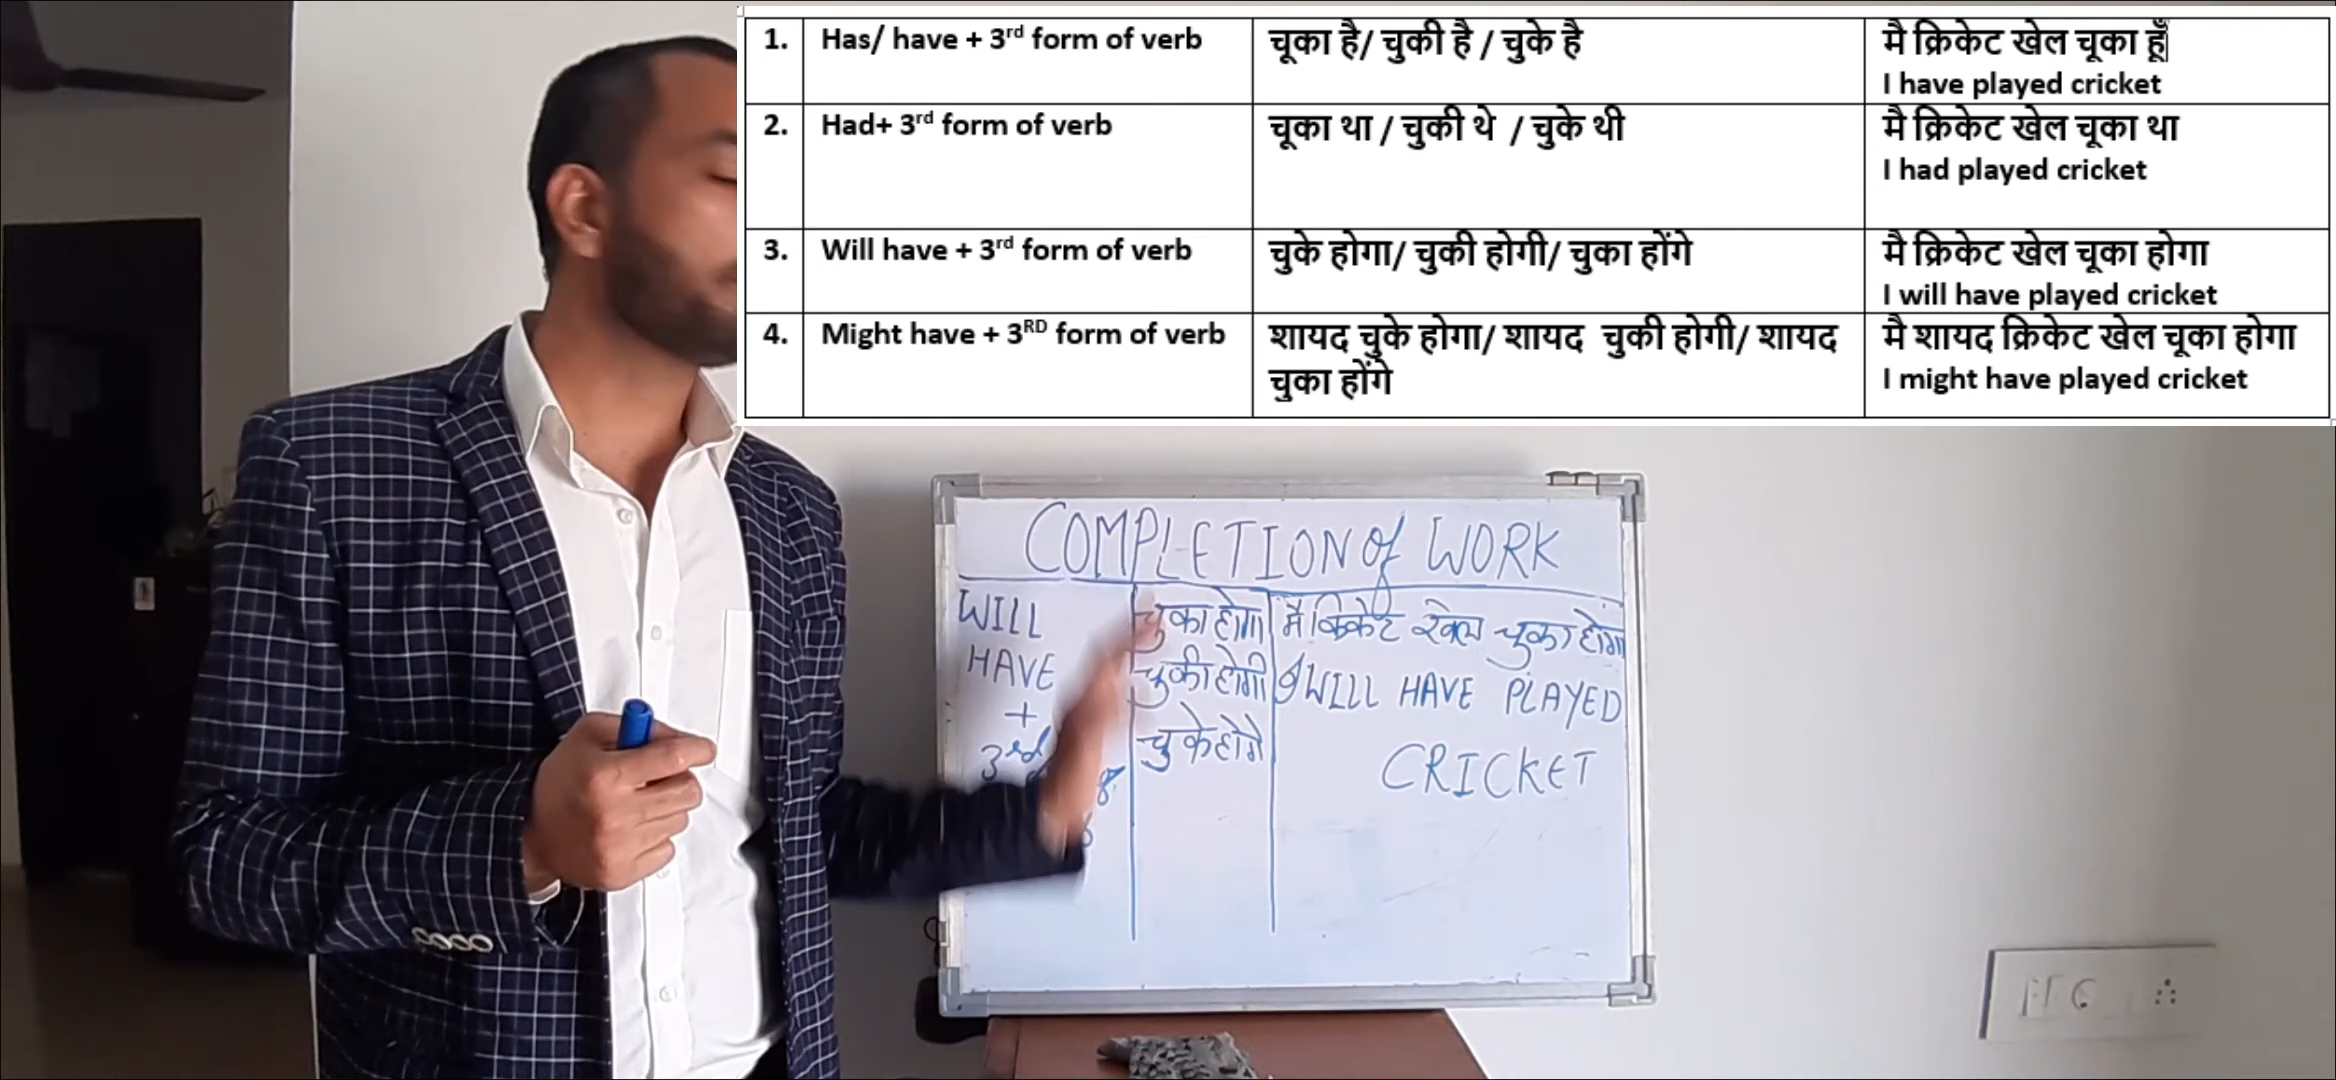 1. Has/ have + 3rd form of verb चूका है/ चुकी है / चुके है मै क्रिकेट खेल चूका हूँ
I have played cricket
2. Had+ 3rd form of verb चूका था / चुकी थे / चुके थी मै क्रिकेट खेल चूका था
I had played cricket
3. Will have + 3rd form of verb चुके होगा/ चुकी होगी/ चुका होंगे मै क्रिकेट खेल चूका होगा
I will have played cricket
4. Might have + 3RD form of verb शायद चुके होगा/ शायद चुकी होगी/ शायद मै शायद क्रिकेट खेल चूका होगा
चुका होंगे I might have played cricket
COMPLETION of WORK
WILL चुका होगा मै क्रिकेट खेल चुका होगा
HAVE चुकी होगी I WILL HAVE PLAYED
+ चुके होगे CRICKET
3rd